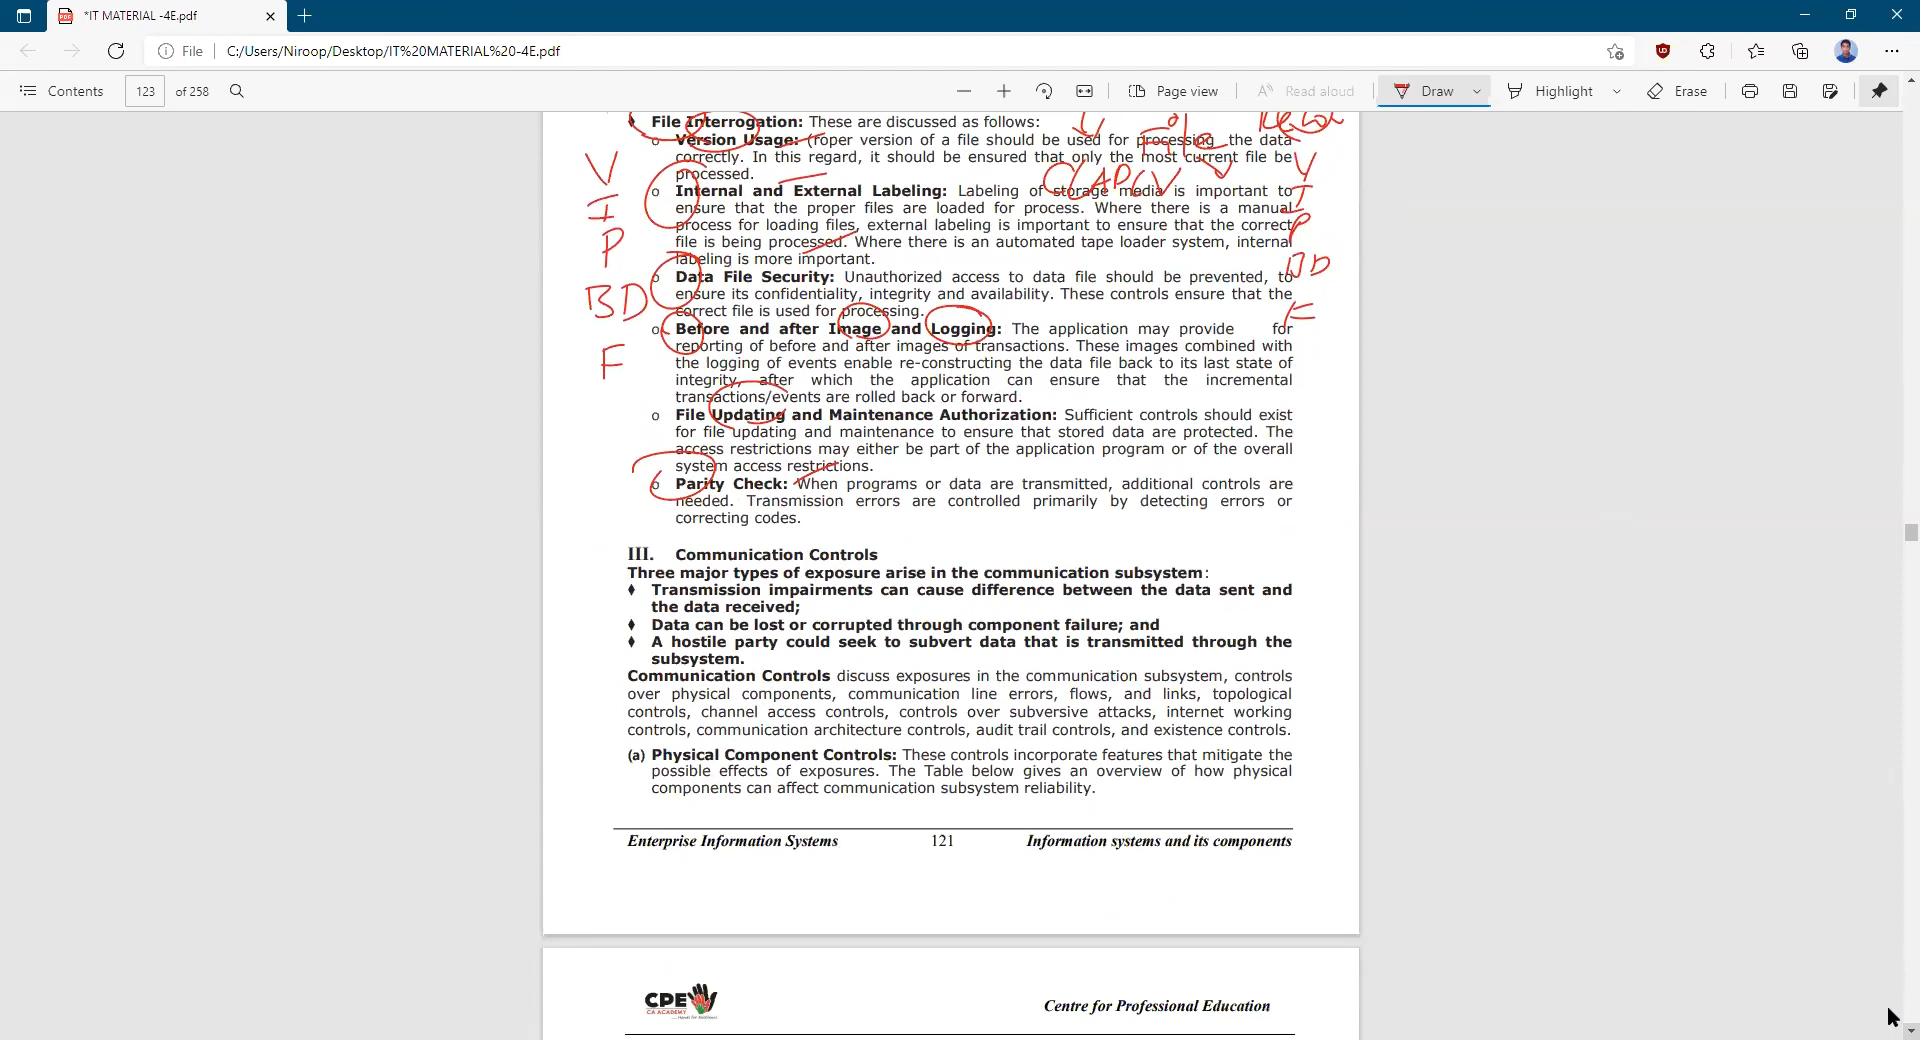 *IT MATERIAL -4E.pdf
File
C:/Users/Niroop/Desktop/IT%20MATERIAL%20-4E.pdf
Contents
123
of 258
Page view
Read aloud
Draw
Highlight
Erase
File Interrogation: These are discussed as follows:
o Version Usage: (roper version of a file should be used for processing the data
correctly. In this regard, it should be ensured that only the most current file be
processed.
o Internal and External Labeling: Labeling of storage media is important to
ensure that the proper files are loaded for process. Where there is a manual
process for loading files, external labeling is important to ensure that the correct
file is being processed. Where there is an automated tape loader system, internal
labeling is more important.
o Data File Security: Unauthorized access to data file should be prevented, to
ensure its confidentiality, integrity and availability. These controls ensure that the
correct file is used for processing.
o Before and after Image and Logging: The application may provide for
reporting of before and after images of transactions. These images combined with
the logging of events enable re-constructing the data file back to its last state of
integrity, after which the application can ensure that the incremental
transactions/events are rolled back or forward.
o File Updating and Maintenance Authorization: Sufficient controls should exist
for file updating and maintenance to ensure that stored data are protected. The
access restrictions may either be part of the application program or of the overall
system access restrictions.
o Parity Check: When programs or data are transmitted, additional controls are
needed. Transmission errors are controlled primarily by detecting errors or
correcting codes.
V
I
P
BD
F
File
V
I
P
BD
F
III. Communication Controls
Three major types of exposure arise in the communication subsystem:
♦ Transmission impairments can cause difference between the data sent and
the data received;
♦ Data can be lost or corrupted through component failure; and
♦ A hostile party could seek to subvert data that is transmitted through the
subsystem.
Communication Controls discuss exposures in the communication subsystem, controls
over physical components, communication line errors, flows, and links, topological
controls, channel access controls, controls over subversive attacks, internet working
controls, communication architecture controls, audit trail controls, and existence controls.
(a) Physical Component Controls: These controls incorporate features that mitigate the
possible effects of exposures. The Table below gives an overview of how physical
components can affect communication subsystem reliability.
Enterprise Information Systems 121 Information systems and its components
CPE
CA ACADEMY
Centre for Professional Education